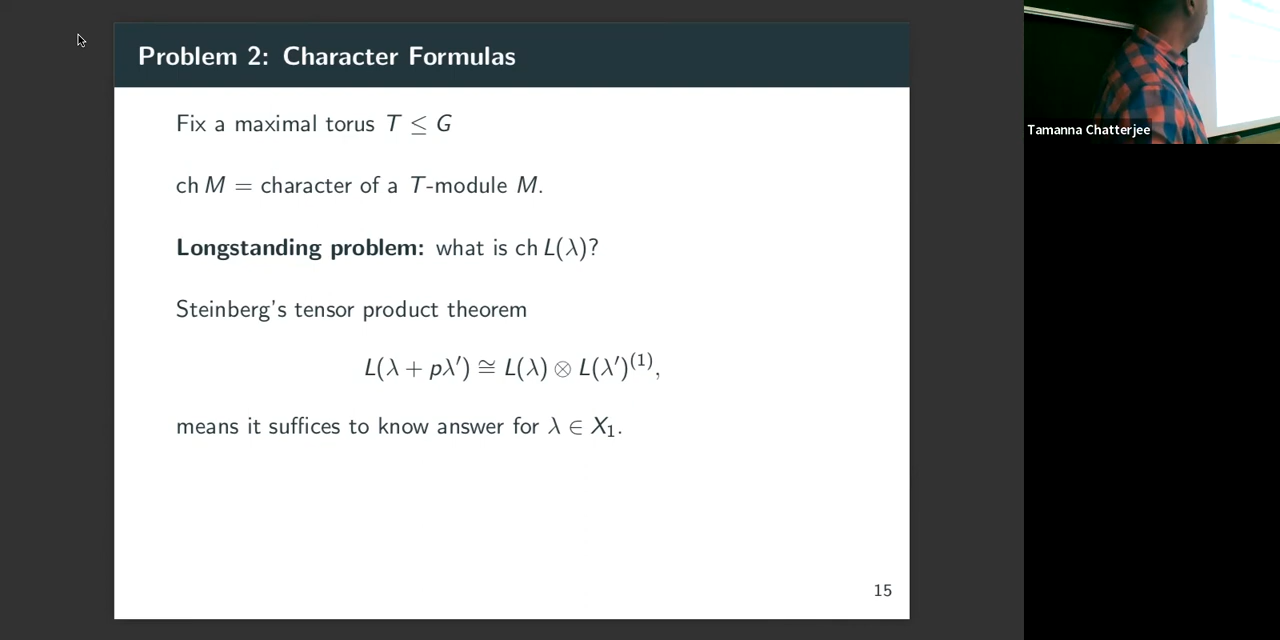 Problem 2: Character Formulas
Fix a maximal torus T ≤ G
ch M = character of a T-module M.
Longstanding problem: what is ch L(λ)?
Steinberg's tensor product theorem
L(λ + pλ′) ≅ L(λ) ⊗ L(λ′)⁽¹⁾,
means it suffices to know answer for λ ∈ X₁.
15
Tamanna Chatterjee